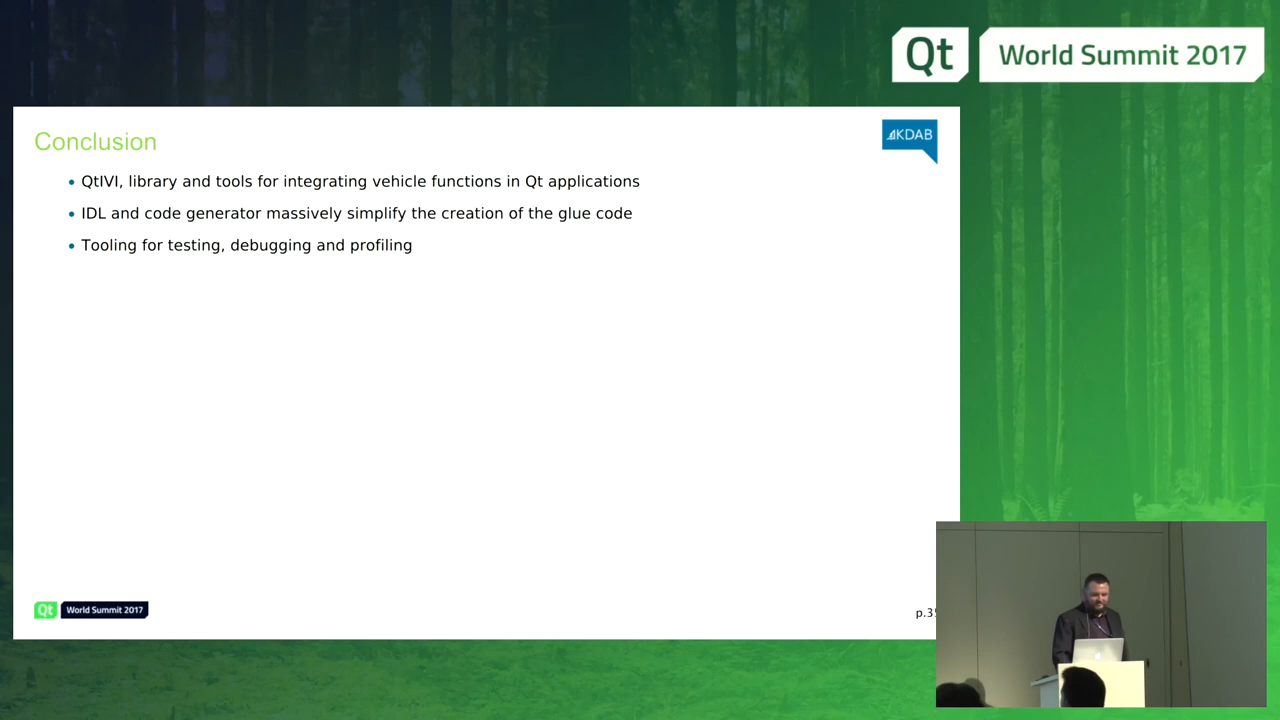 Qt World Summit 2017
Conclusion
KDAB
• QtIVI, library and tools for integrating vehicle functions in Qt applications
• IDL and code generator massively simplify the creation of the glue code
• Tooling for testing, debugging and profiling
Qt World Summit 2017